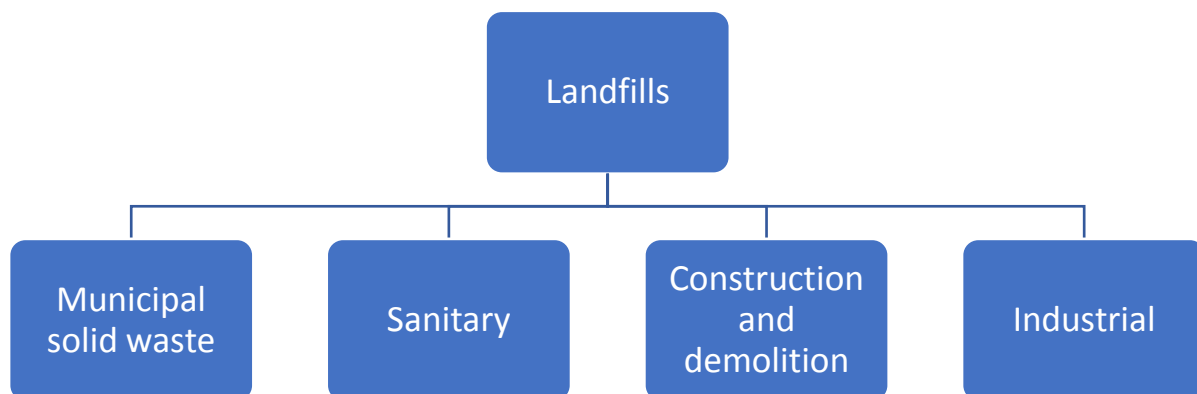 Landfills
Municipal
solid waste
Sanitary
Construction
and
demolition
Industrial